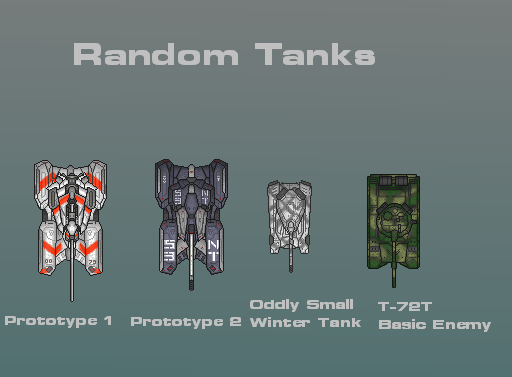 Random Tanks
Prototype 1
Prototype 2
Oddly Small
Winter Tank
T-72T
Basic Enemy